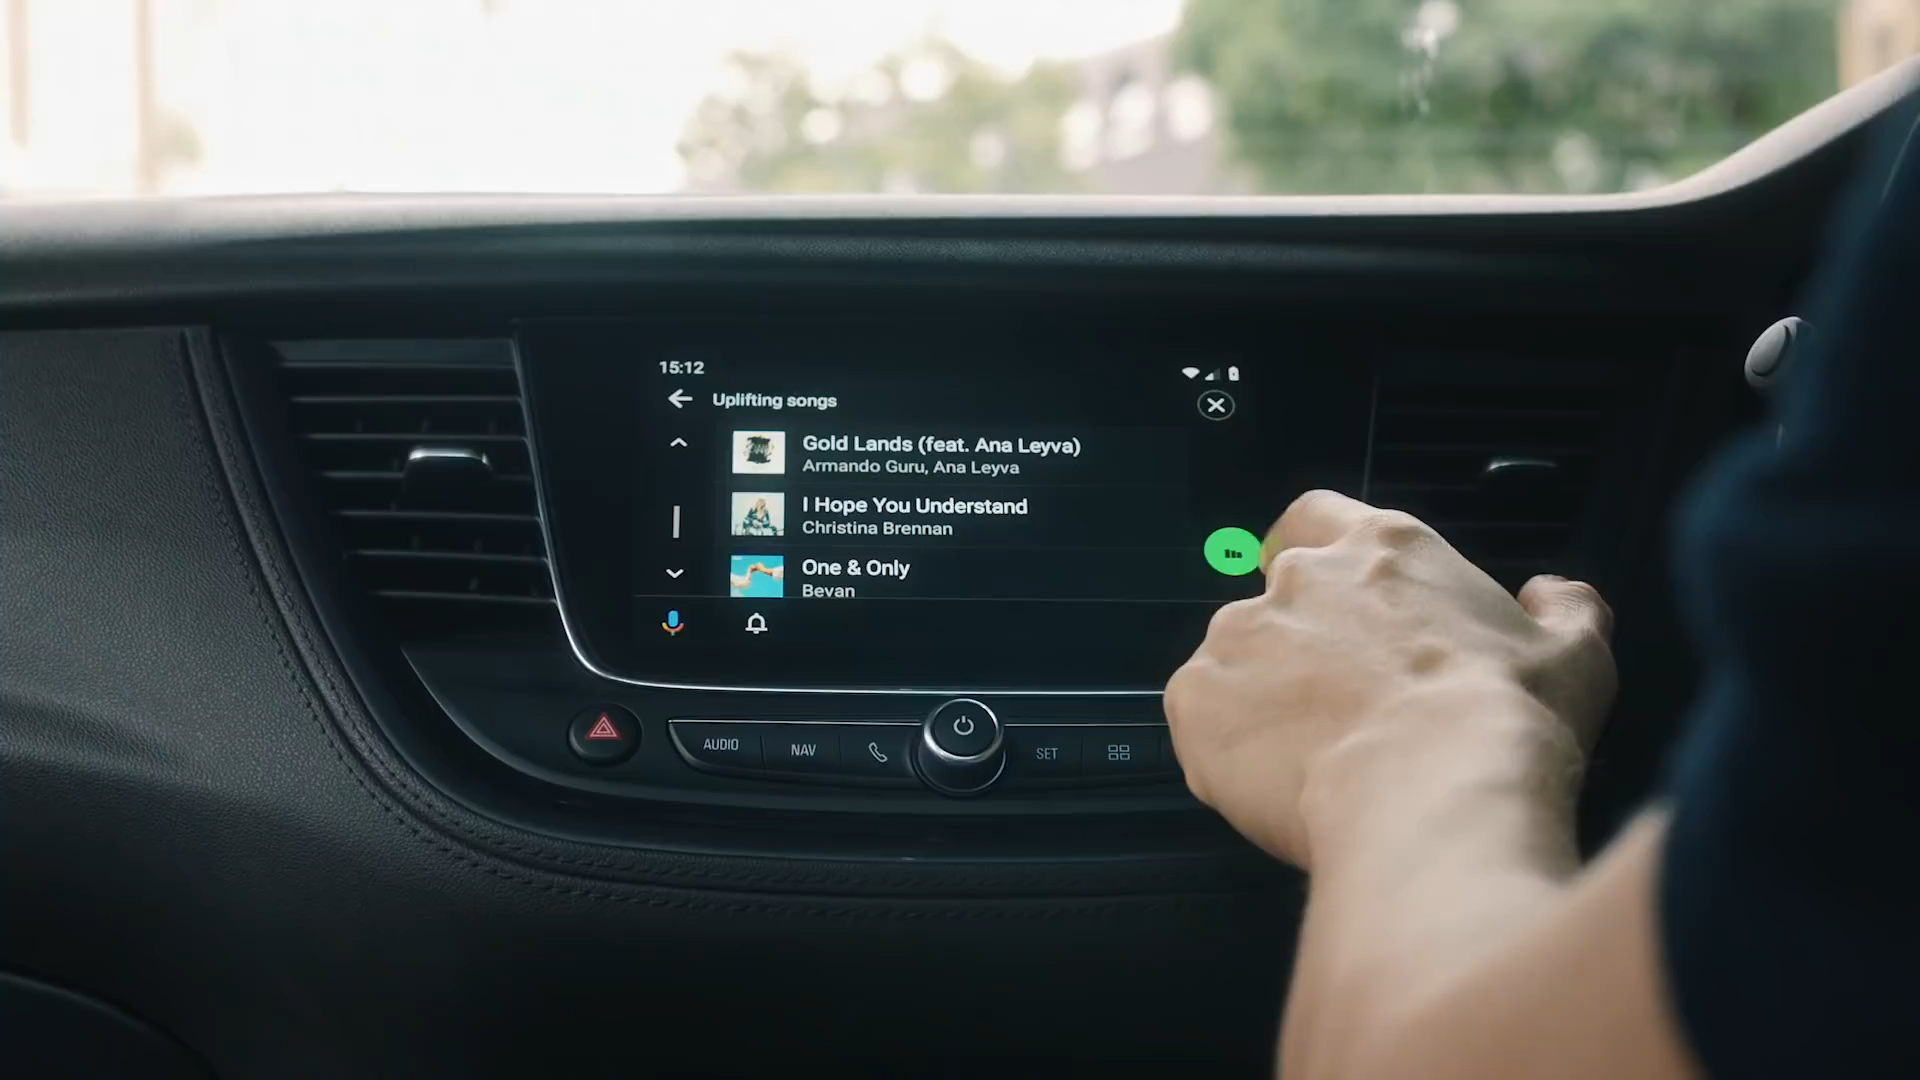 15:12
Uplifting songs
Gold Lands (feat. Ana Leyva)
Armando Guru, Ana Leyva
I Hope You Understand
Christina Brennan
One & Only
Bevan
AUDIO
NAV
SET